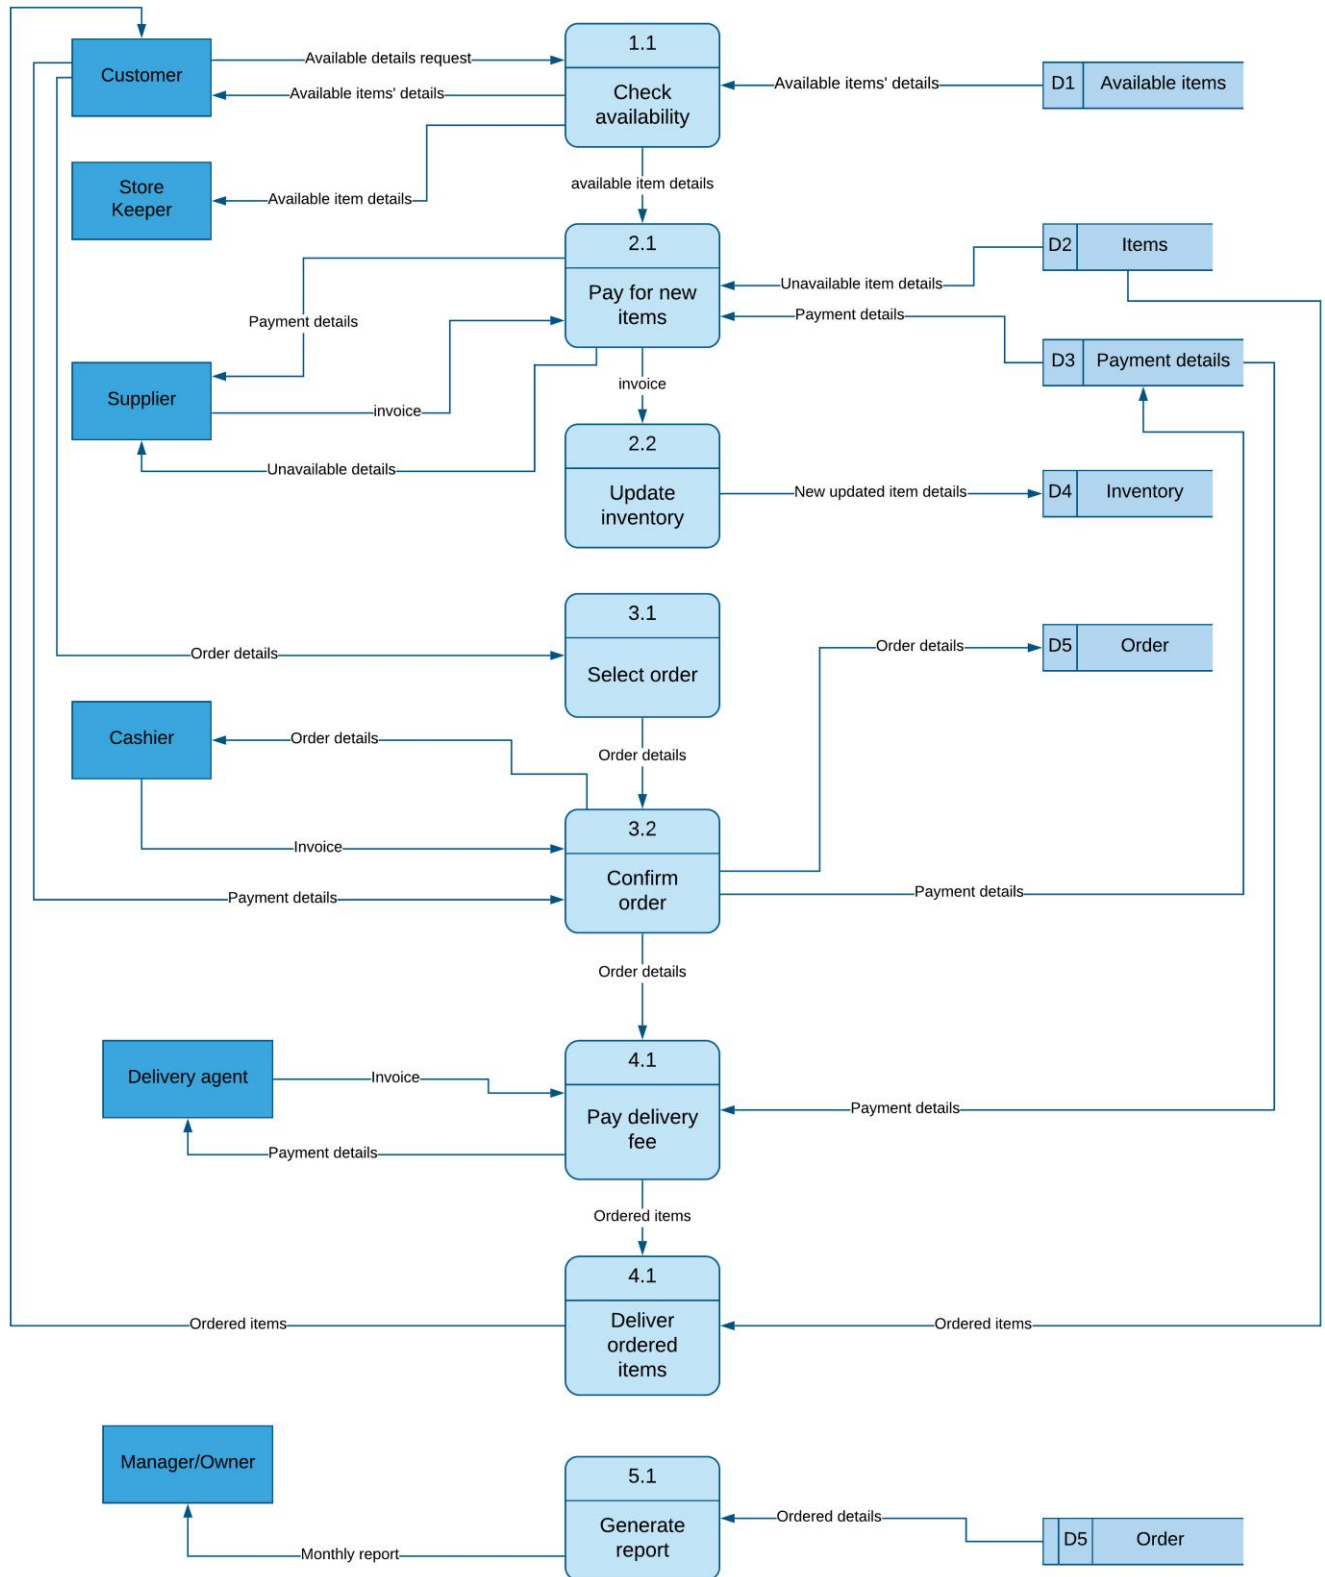 1.1
Customer
Available details request
Check
availability
Available items' details
Available items' details
D1
Available items
Store
Keeper
Available item details
available item details
2.1
Pay for new
items
D2
Items
Unavailable item details
Payment details
Payment details
D3
Payment details
Supplier
invoice
invoice
Unavailable details
2.2
Update
inventory
New updated item details
D4
Inventory
3.1
Select order
Order details
Order details
D5
Order
Cashier
Order details
Order details
3.2
Confirm
order
Invoice
Payment details
Payment details
Order details
Delivery agent
Invoice
4.1
Pay delivery
fee
Payment details
Payment details
Ordered items
4.1
Deliver
ordered
items
Ordered items
Ordered items
Manager/Owner
5.1
Generate
report
Ordered details
D5
Order
Monthly report